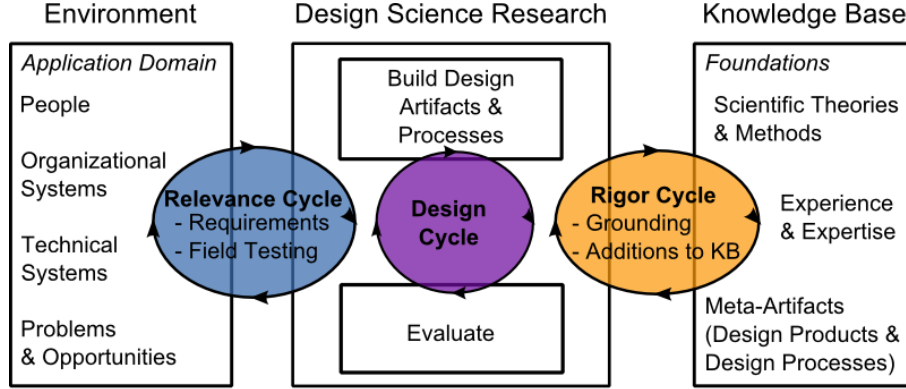 Environment
Application Domain
People
Organizational
Systems
Technical
Systems
Problems
& Opportunities
Relevance Cycle
- Requirements
- Field Testing
Design Science Research
Build Design
Artifacts &
Processes
Design
Cycle
Evaluate
Rigor Cycle
- Grounding
- Additions to KB
Knowledge Base
Foundations
Scientific Theories
& Methods
Experience
& Expertise
Meta-Artifacts
(Design Products &
Design Processes)